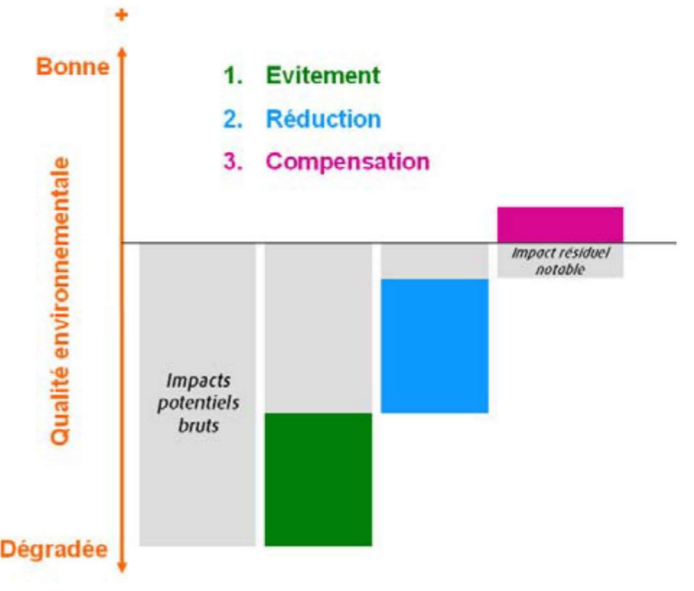 +
Bonne
1. Evitement
2. Réduction
3. Compensation
Qualité environnementale
Impact résiduel
notable
Impacts
potentiels
bruts
Dégradée